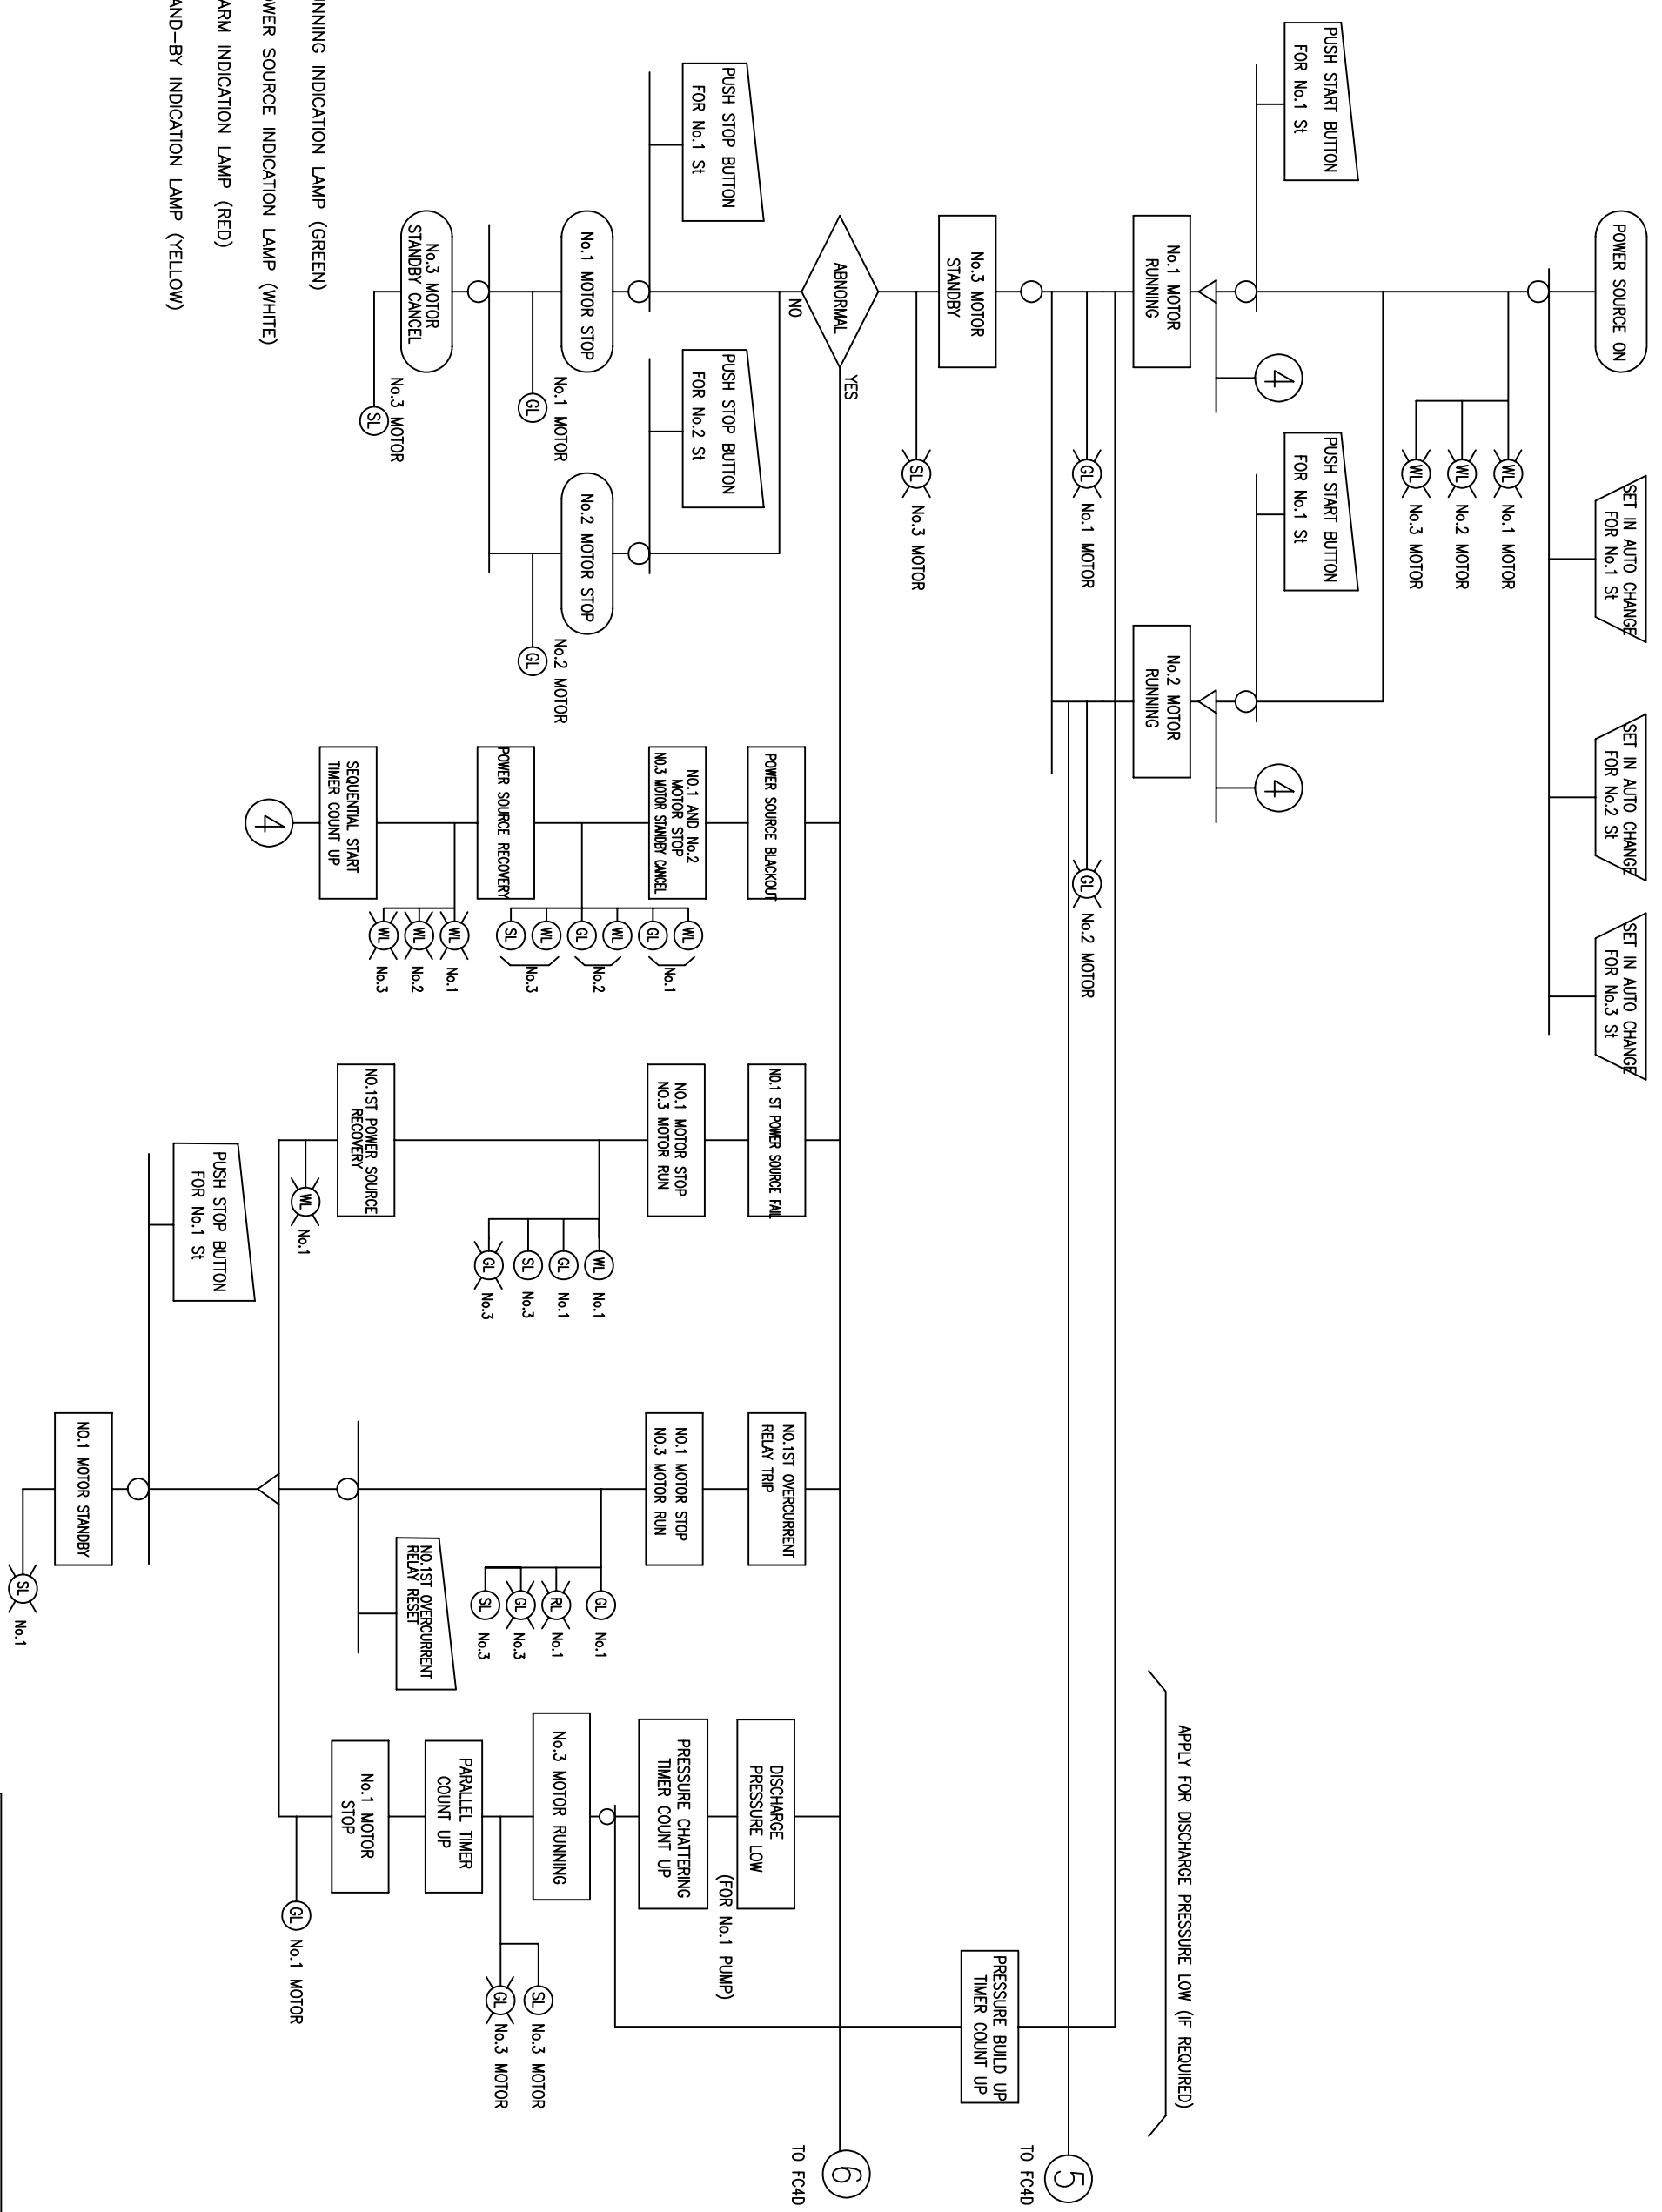 POWER SOURCE ON
SET IN AUTO CHANGE
FOR No.1 St
SET IN AUTO CHANGE
FOR No.2 St
SET IN AUTO CHANGE
FOR No.3 St
WL No.1 MOTOR
WL No.2 MOTOR
WL No.3 MOTOR
PUSH START BUTTON
FOR No.1 St
PUSH START BUTTON
FOR No.1 St
4
4
No.1 MOTOR
RUNNING
No.2 MOTOR
RUNNING
APPLY FOR DISCHARGE PRESSURE LOW (IF REQUIRED)
GL No.1 MOTOR
GL No.2 MOTOR
5
TO FC4D
No.3 MOTOR
STANDBY
PRESSURE BUILD UP
TIMER COUNT UP
SL No.3 MOTOR
ABNORMAL
YES
NO
6
TO FC4D
PUSH STOP BUTTON
FOR No.1 St
PUSH STOP BUTTON
FOR No.2 St
No.1 MOTOR STOP
No.2 MOTOR STOP
No.1 MOTOR
GL
No.2 MOTOR
GL
No.3 MOTOR
STANDBY CANCEL
No.3 MOTOR
SL
POWER SOURCE BLACKOUT
NO.1 AND No.2
MOTOR STOP
NO.3 MOTOR STANDBY CANCEL
WL
GL
No.1
WL
GL
No.2
WL
SL
No.3
POWER SOURCE RECOVERY
WL No.1
WL No.2
WL No.3
SEQUENTIAL START
TIMER COUNT UP
4
NO.1 ST POWER SOURCE FAIL
NO.1 MOTOR STOP
NO.3 MOTOR RUN
WL No.1
GL No.1
SL No.3
GL No.3
NO.1ST POWER SOURCE
RECOVERY
WL No.1
NO.1ST OVERCURRENT
RELAY TRIP
NO.1 MOTOR STOP
NO.3 MOTOR RUN
GL No.1
RL No.1
GL No.3
SL No.3
NO.1ST OVERCURRENT
RELAY RESET
DISCHARGE
PRESSURE LOW
(FOR No.1 PUMP)
PRESSURE CHATTERING
TIMER COUNT UP
No.3 MOTOR RUNNING
SL No.3 MOTOR
GL No.3 MOTOR
PARALLEL TIMER
COUNT UP
No.1 MOTOR
STOP
GL No.1 MOTOR
PUSH STOP BUTTON
FOR No.1 St
NO.1 MOTOR STANDBY
SL No.1
NNING INDICATION LAMP (GREEN)
WER SOURCE INDICATION LAMP (WHITE)
ARM INDICATION LAMP (RED)
AND-BY INDICATION LAMP (YELLOW)